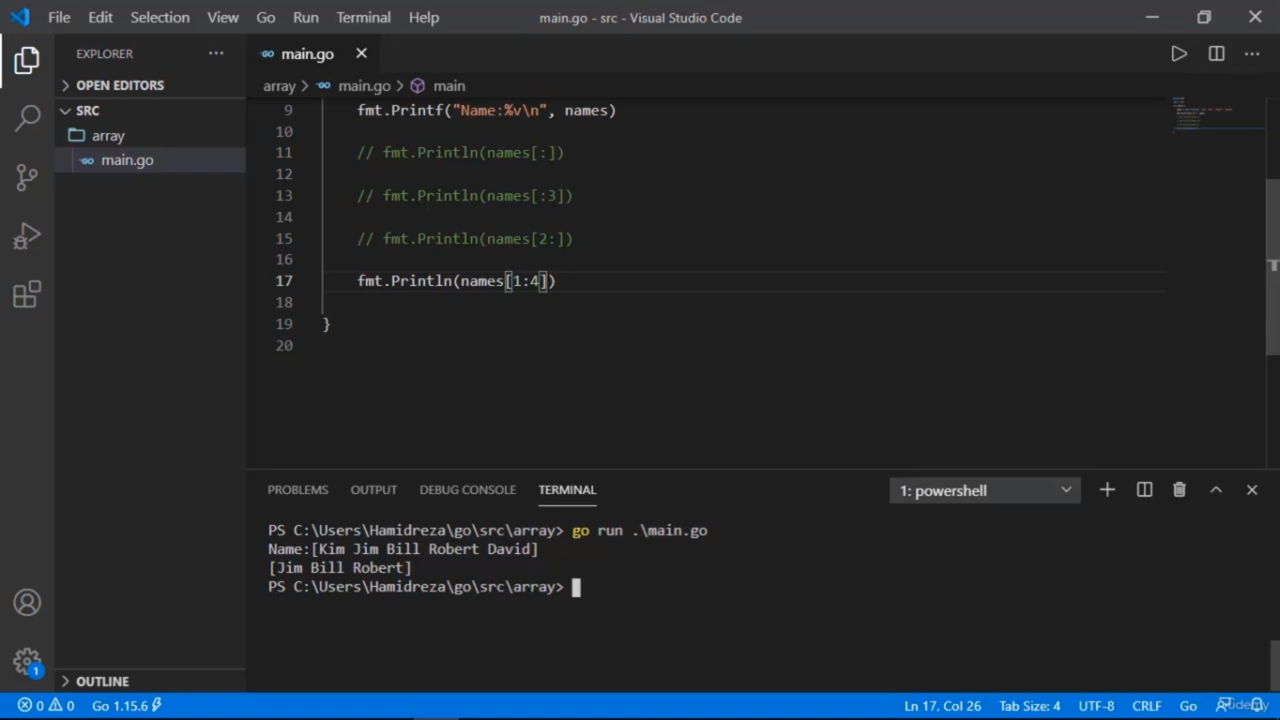 File Edit Selection View Go Run Terminal Help main.go - src - Visual Studio Code
EXPLORER
OPEN EDITORS
SRC
array
main.go
OUTLINE
main.go
array main.go main
9 fmt.Printf("Name:%v\n", names)
10
11 // fmt.Println(names[:])
12
13 // fmt.Println(names[:3])
14
15 // fmt.Println(names[2:])
16
17 fmt.Println(names[1:4])
18
19 }
20
PROBLEMS OUTPUT DEBUG CONSOLE TERMINAL 1: powershell
PS C:\Users\Hamidreza\go\src\array> go run .\main.go
Name:[Kim Jim Bill Robert David]
[Jim Bill Robert]
PS C:\Users\Hamidreza\go\src\array>
1
0 0 Go 1.15.6 Ln 17, Col 26 Tab Size: 4 UTF-8 CRLF Go
Udemy